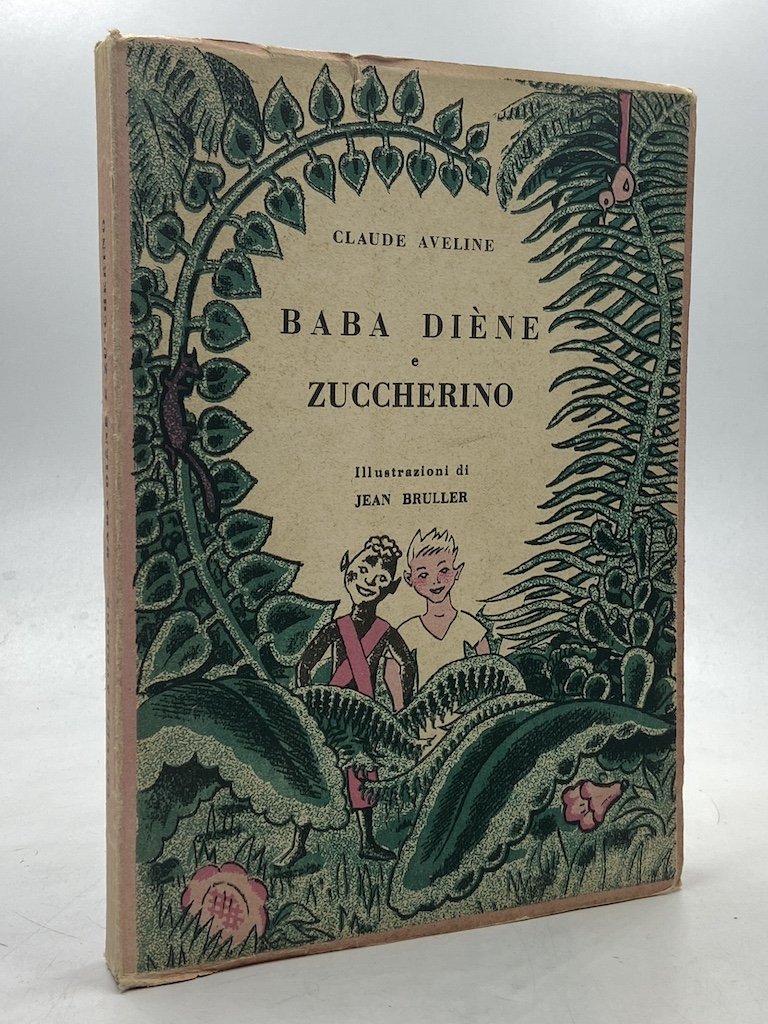 CLAUDE AVELINE
BABA DIÈNE
e
ZUCCHERINO
Illustrazioni di
JEAN BRULLER